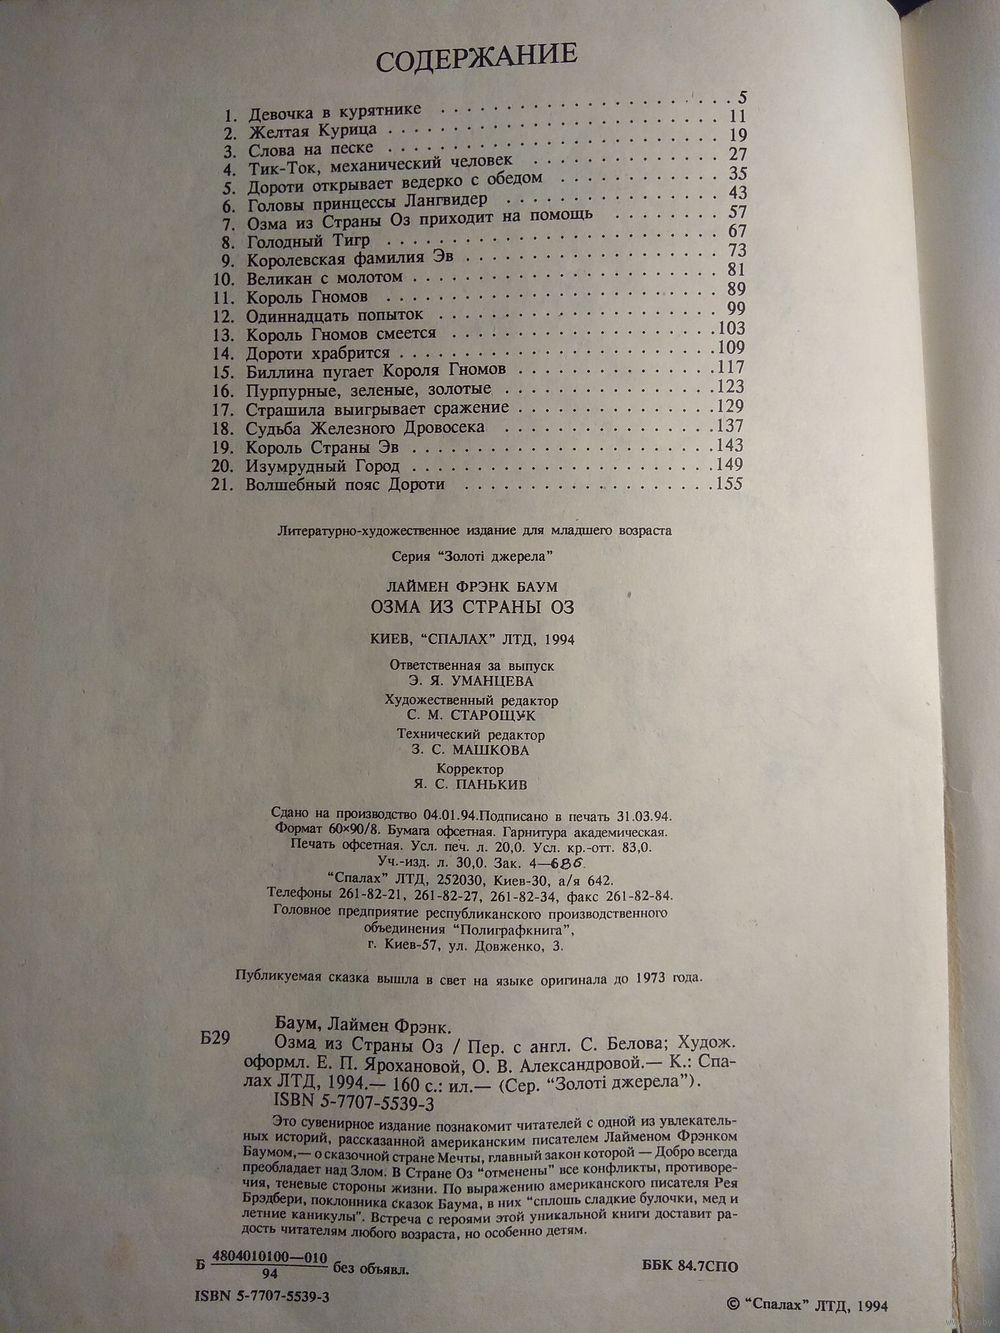 СОДЕРЖАНИЕ
1. Девочка в курятнике . . . . . . . . . . . . . . . . . 5
2. Желтая Курица . . . . . . . . . . . . . . . . . 11
3. Слова на песке . . . . . . . . . . . . . . . . . 19
4. Тик-Ток, механический человек . . . . . . . . . . 27
5. Дороти открывает ведерко с обедом . . . . . . . . . . 35
6. Головы принцессы Лангвидер . . . . . . . . . . . 43
7. Озма из Страны Оз приходит на помощь . . . . . . . . 57
8. Голодный Тигр . . . . . . . . . . . . . . . . . 67
9. Королевская фамилия Эв . . . . . . . . . . . . . . 73
10. Великан с молотом . . . . . . . . . . . . . . . . 81
11. Король Гномов . . . . . . . . . . . . . . . . . 89
12. Одиннадцать попыток . . . . . . . . . . . . . . . 99
13. Король Гномов смеется . . . . . . . . . . . . . . 103
14. Дороти храбрится . . . . . . . . . . . . . . . . 109
15. Биллина пугает Короля Гномов . . . . . . . . . . . 117
16. Пурпурные, зеленые, золотые . . . . . . . . . . . . 123
17. Страшила выигрывает сражение . . . . . . . . . . . 129
18. Судьба Железного Дровосека . . . . . . . . . . . . 137
19. Король Страны Эв . . . . . . . . . . . . . . . . 143
20. Изумрудный Город . . . . . . . . . . . . . . . . 149
21. Волшебный пояс Дороти . . . . . . . . . . . . . . 155
Литературно-художественное издание для младшего возраста
Серия “Золоті джерела”
ЛАЙМЕН ФРЭНК БАУМ
ОЗМА ИЗ СТРАНЫ ОЗ
КИЕВ, “СПАЛАХ” ЛТД, 1994
Ответственная за выпуск
Э. Я. УМАНЦЕВА
Художественный редактор
С. М. СТАРОЩУК
Технический редактор
З. С. МАШКОВА
Корректор
Я. С. ПАНЬКИВ
Сдано на производство 04.01.94.Подписано в печать 31.03.94.
Формат 60×90/8. Бумага офсетная. Гарнитура академическая.
Печать офсетная. Усл. печ. л. 20,0. Усл. кр.-отт. 83,0.
Уч.-изд. л. 30,0. Зак. 4—
“Спалах” ЛТД, 252030, Киев-30, а/я 642.
Телефоны 261-82-21, 261-82-27, 261-82-34, факс 261-82-84.
Головное предприятие республиканского производственного
объединения “Полиграфкнига”,
г. Киев-57, ул. Довженко, 3.
Публикуемая сказка вышла в свет на языке оригинала до 1973 года.
Баум, Лаймен Фрэнк.
Б29 Озма из Страны Оз / Пер. с англ. С. Белова; Худож.
оформл. Е. П. Ярохановой, О. В. Александровой.— К.: Спа-
лах ЛТД, 1994.— 160 с.: ил.— (Сер. “Золоті джерела”).
ISBN 5-7707-5539-3
Это сувенирное издание познакомит читателей с одной из увлекатель-
ных историй, рассказанной американским писателем Лайменом Фрэнком
Баумом,— о сказочной стране Мечты, главный закон которой — Добро всегда
преобладает над Злом. В Стране Оз “отменены” все конфликты, противоре-
чия, теневые стороны жизни. По выражению американского писателя Рея
Брэдбери, поклонника сказок Баума, в них “сплошь сладкие булочки, мед и
летние каникулы”. Встреча с героями этой уникальной книги доставит ра-
дость читателям любого возраста, но особенно детям.
Б 4804010100—010
94 без объявл.
ББК 84.7СПО
ISBN 5-7707-5539-3
© “Спалах” ЛТД, 1994